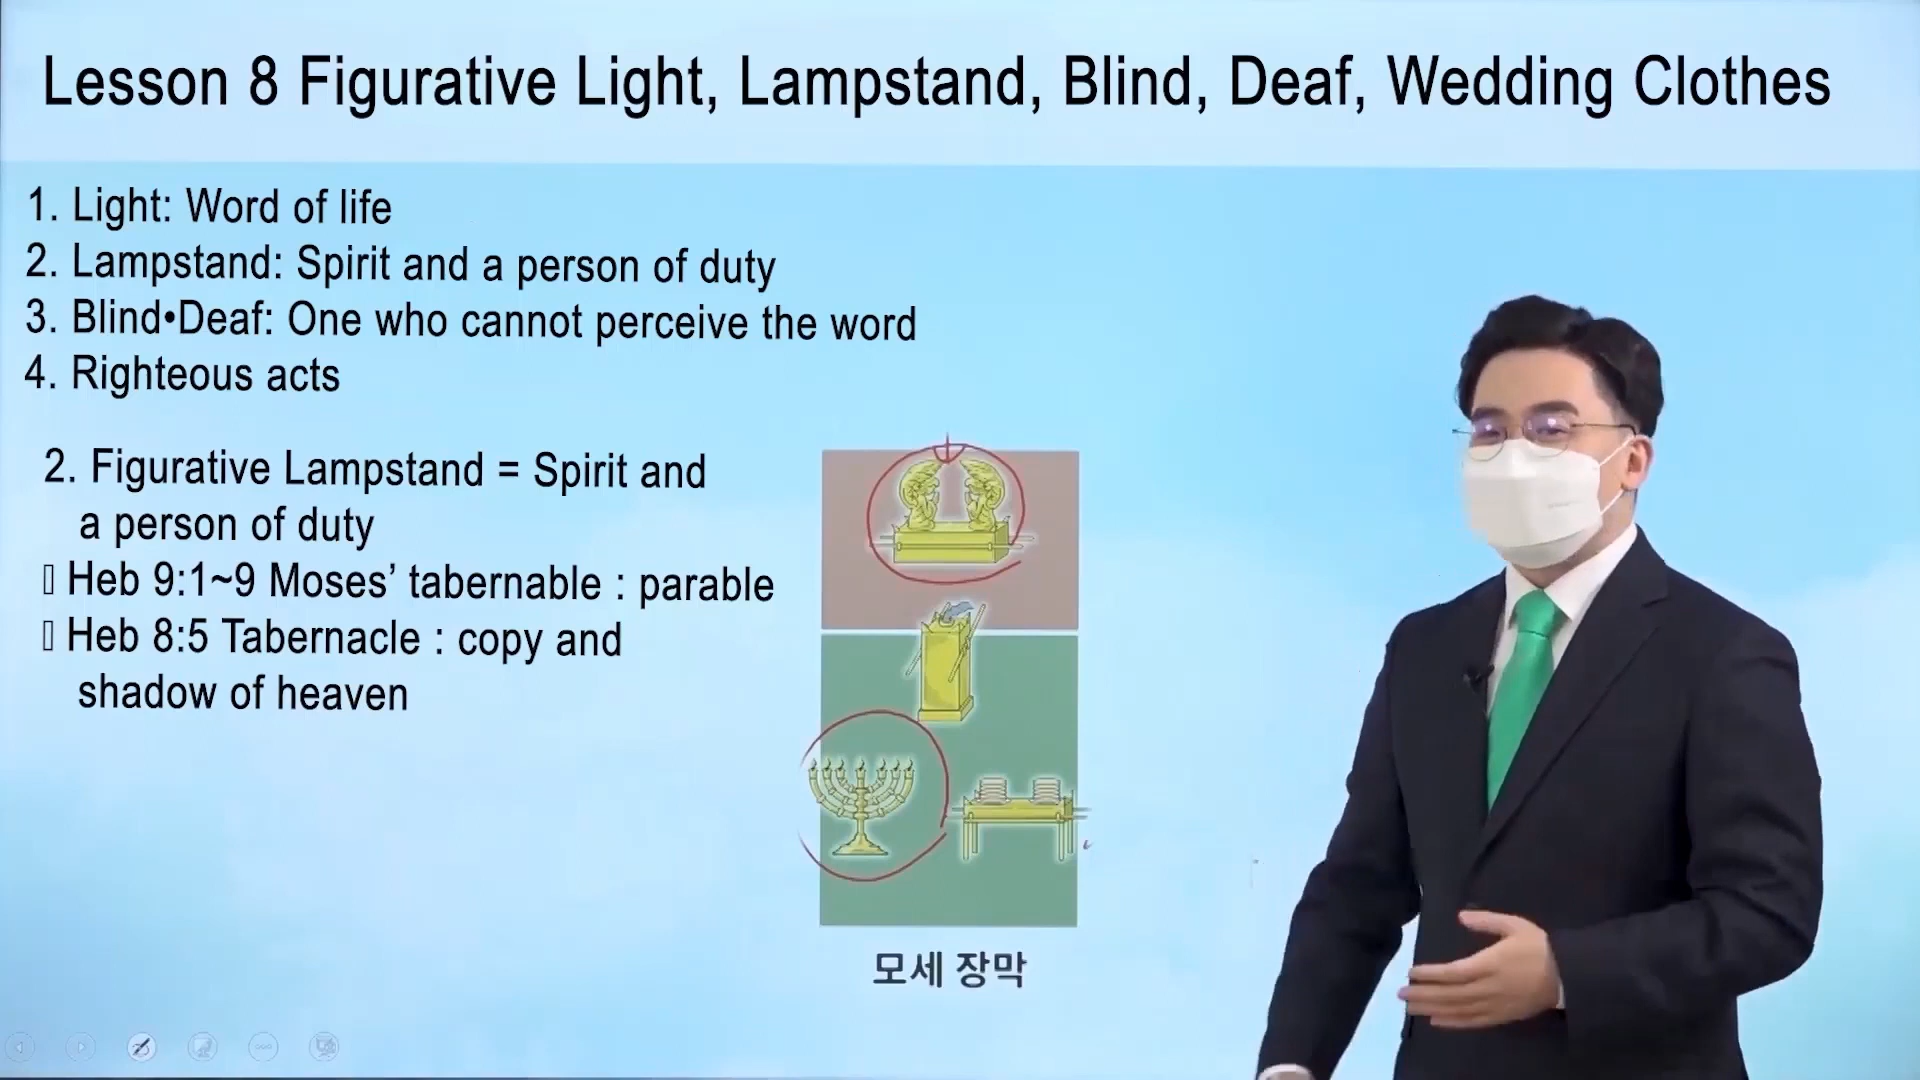 Lesson 8 Figurative Light, Lampstand, Blind, Deaf, Wedding Clothes
1. Light: Word of life
2. Lampstand: Spirit and a person of duty
3. Blind•Deaf: One who cannot perceive the word
4. Righteous acts
2. Figurative Lampstand = Spirit and
a person of duty
Heb 9:1~9 Moses’ tabernable : parable
Heb 8:5 Tabernacle : copy and
shadow of heaven
모세 장막